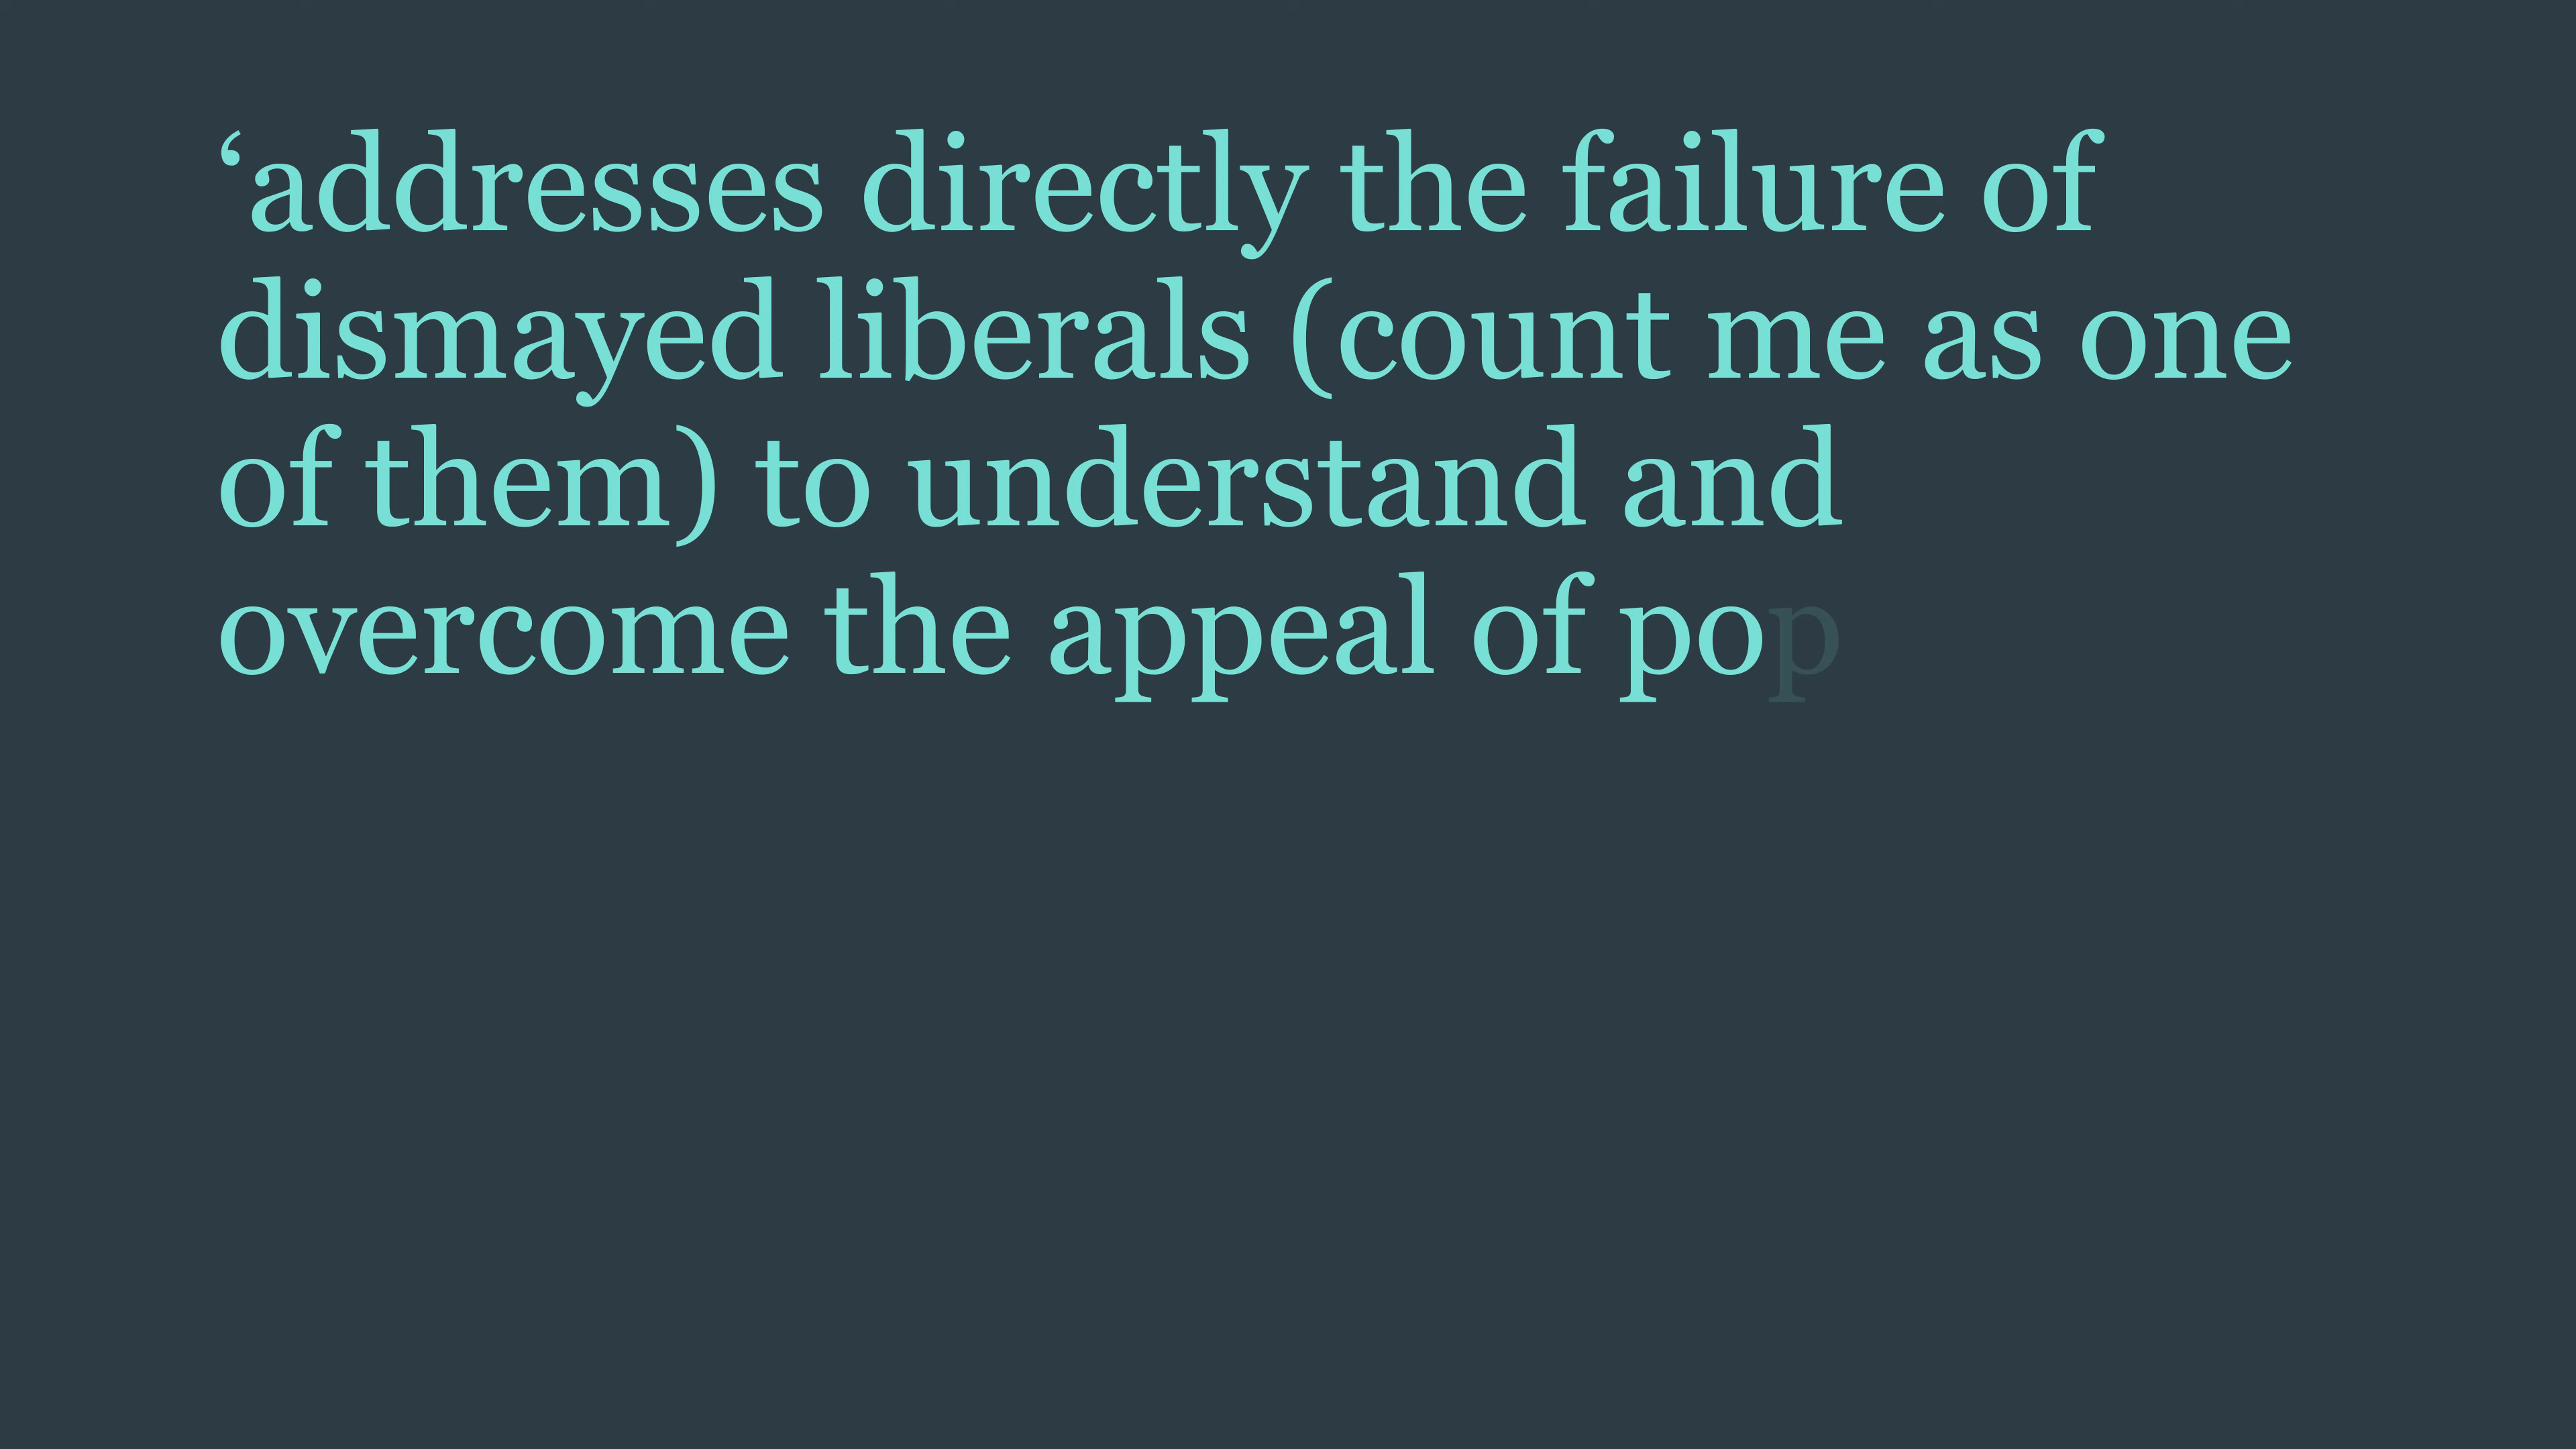 ‘addresses directly the failure of
dismayed liberals (count me as one
of them) to understand and
overcome the appeal of pop